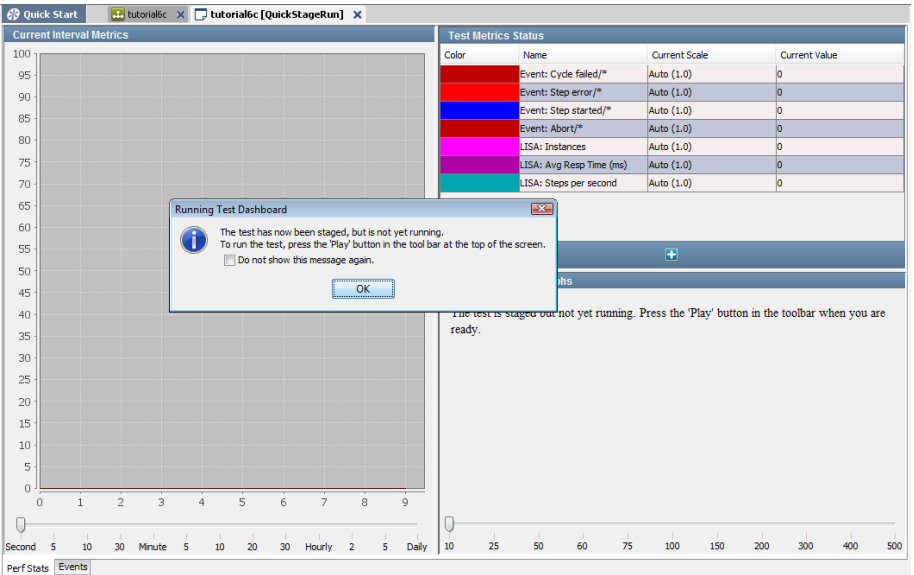 Quick Start tutorial6c tutorial6c [QuickStageRun]
Current Interval Metrics
100
95
90
85
80
75
70
65
60
55
50
45
40
35
30
25
20
15
10
5
0
0 1 2 3 4 5 6 7 8 9
Second 5 10 30 Minute 5 10 20 30 Hourly 2 5 Daily
Perf Stats Events
Test Metrics Status
Color Name Current Scale Current Value
Event: Cycle failed/* Auto (1.0) 0
Event: Step error/* Auto (1.0) 0
Event: Step started/* Auto (1.0) 0
Event: Abort/* Auto (1.0) 0
LISA: Instances Auto (1.0) 0
LISA: Avg Resp Time (ms) Auto (1.0) 0
LISA: Steps per second Auto (1.0) 0
Running Test Dashboard
The test has now been staged, but is not yet running.
To run the test, press the 'Play' button in the tool bar at the top of the screen.
Do not show this message again.
OK
phs
The test is staged but not yet running. Press the 'Play' button in the toolbar when you are
ready.
10 25 50 60 75 100 150 200 300 400 500